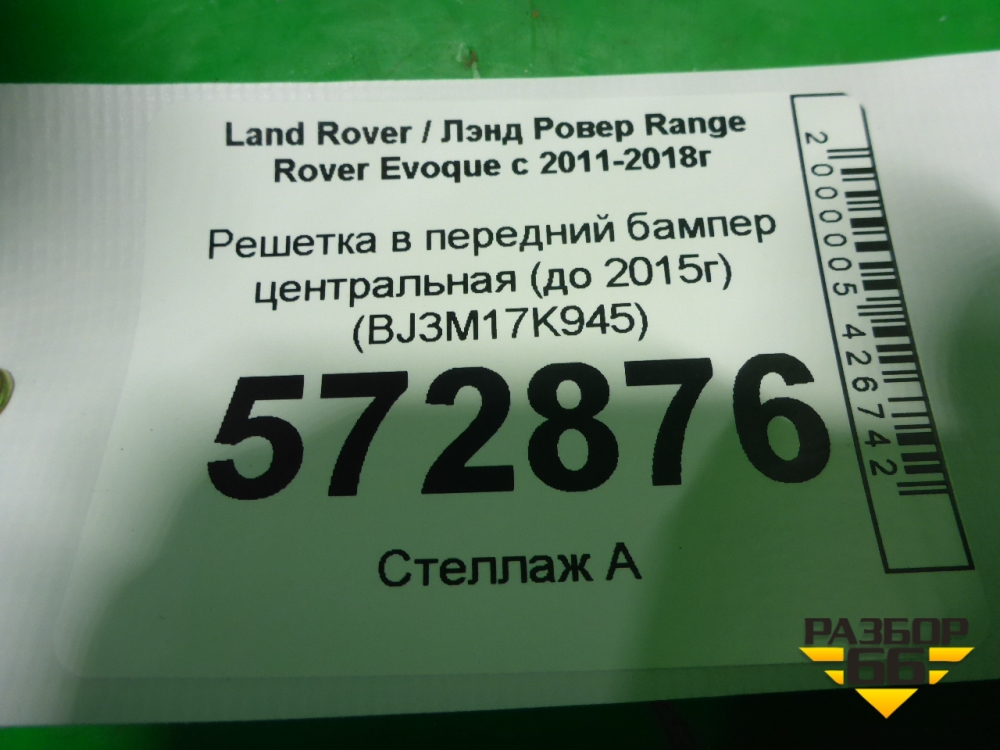 Land Rover / Лэнд Ровер Range
Rover Evoque с 2011-2018г
Решетка в передний бампер
центральная (до 2015г)
(BJ3M17K945)
572876
Стеллаж А
2000005426742
РАЗБОР
66